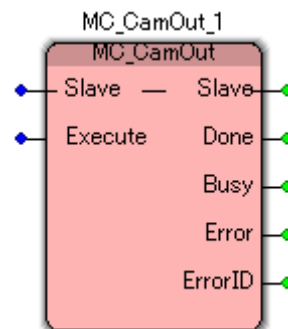 MC_CamOut_1
MC_CamOut
Slave — Slave
Execute Done
Busy
Error
ErrorID